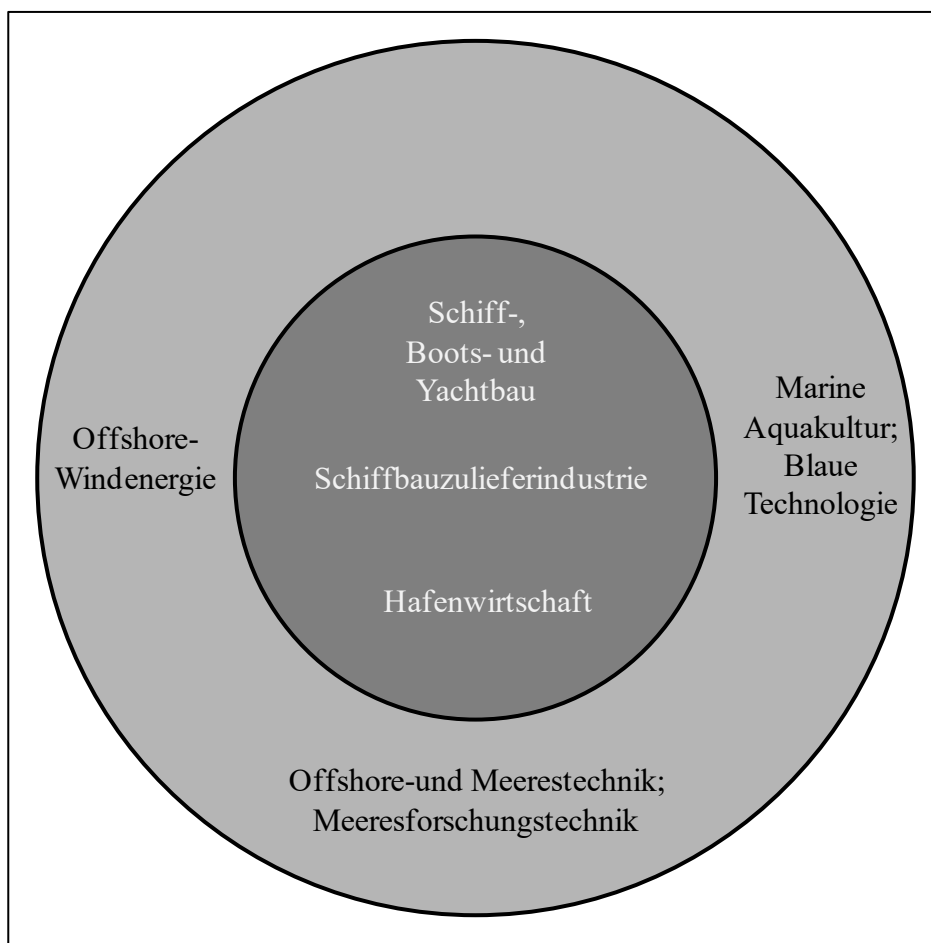 Schiff-,
Boots- und
Yachtbau
Offshore-
Windenergie
Schiffbauzulieferindustrie
Marine
Aquakultur;
Blaue
Technologie
Hafenwirtschaft
Offshore-und Meerestechnik;
Meeresforschungstechnik